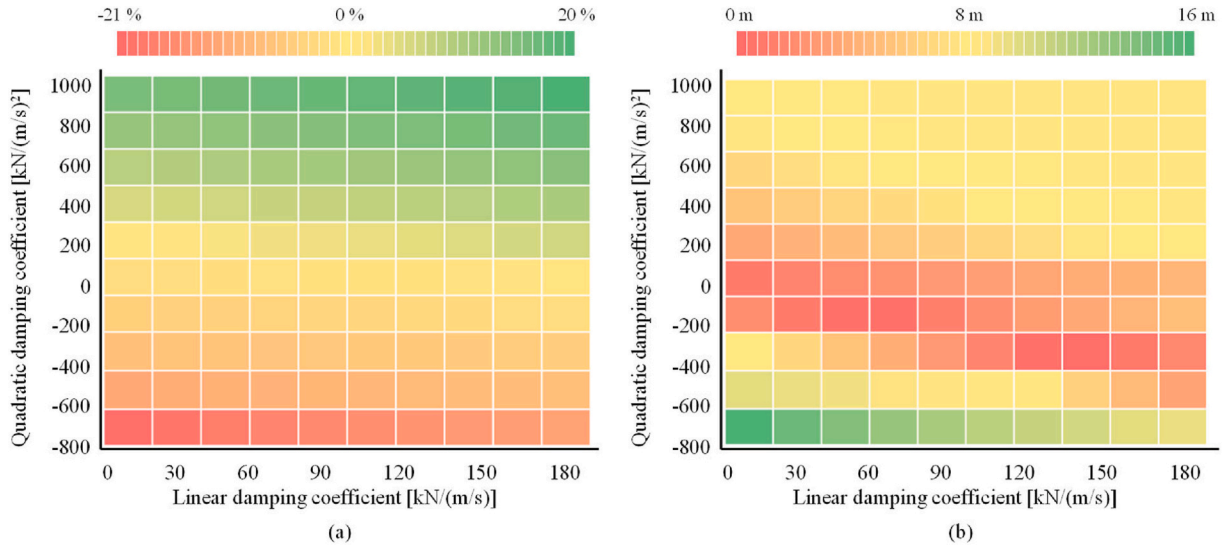 -21 % 0 % 20 %
Quadratic damping coefficient [kN/(m/s)²]
1000
800
600
400
200
0
-200
-400
-600
-800
0 30 60 90 120 150 180
Linear damping coefficient [kN/(m/s)]
(a)
0 m 8 m 16 m
Quadratic damping coefficient [kN/(m/s)²]
1000
800
600
400
200
0
-200
-400
-600
-800
0 30 60 90 120 150 180
Linear damping coefficient [kN/(m/s)]
(b)